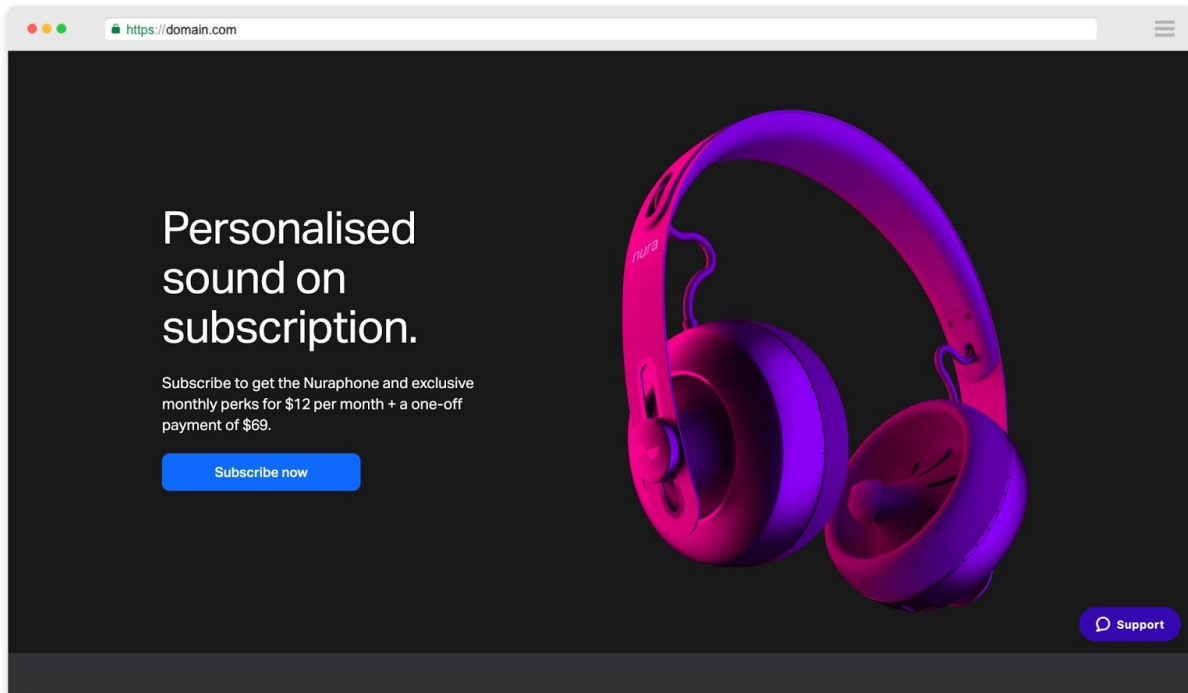 https://domain.com
Personalised
sound on
subscription.
Subscribe to get the Nuraphone and exclusive
monthly perks for $12 per month + a one-off
payment of $69.
Subscribe now
nura
Support